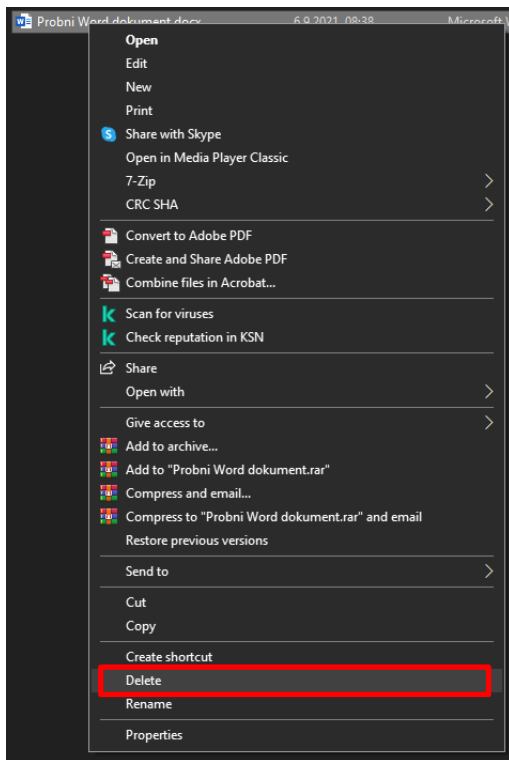 Probni Word dokument.docx 6.9.2021. 08:38 Microsoft W
Open
Edit
New
Print
Share with Skype
Open in Media Player Classic
7-Zip
CRC SHA
Convert to Adobe PDF
Create and Share Adobe PDF
Combine files in Acrobat...
Scan for viruses
Check reputation in KSN
Share
Open with
Give access to
Add to archive...
Add to "Probni Word dokument.rar"
Compress and email...
Compress to "Probni Word dokument.rar" and email
Restore previous versions
Send to
Cut
Copy
Create shortcut
Delete
Rename
Properties